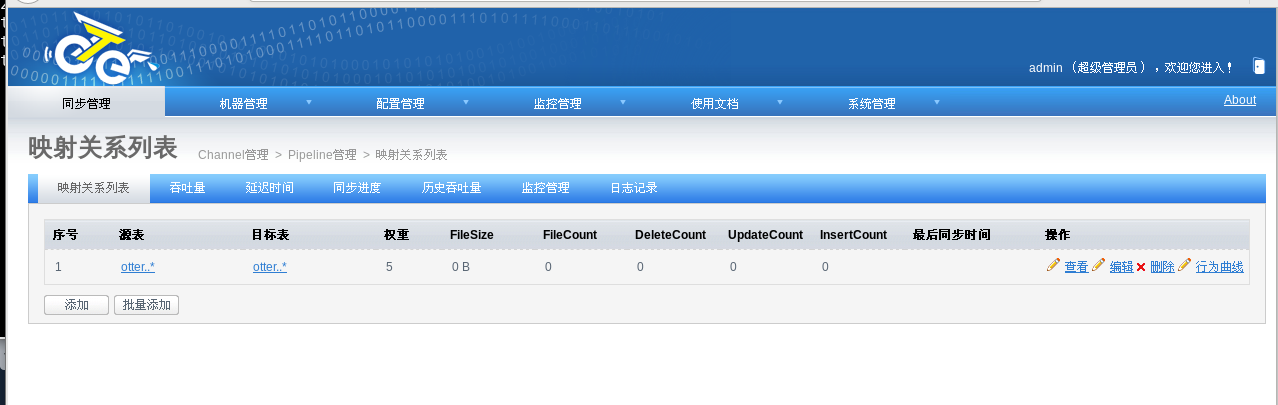 admin （超级管理员），欢迎您进入！
同步管理 机器管理 配置管理 监控管理 使用文档 系统管理 About
映射关系列表 Channel管理 > Pipeline管理 > 映射关系列表
映射关系列表 吞吐量 延迟时间 同步进度 历史吞吐量 监控管理 日志记录
序号 源表 目标表 权重 FileSize FileCount DeleteCount UpdateCount InsertCount 最后同步时间 操作
1 otter..* otter..* 5 0 B 0 0 0 0 查看 编辑 删除 行为曲线
添加 批量添加